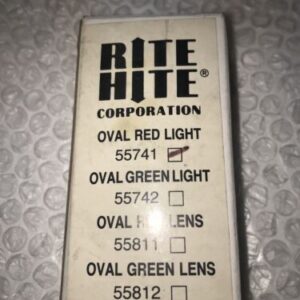 RITE
HITE®
CORPORATION
OVAL RED LIGHT
55741
OVAL GREEN LIGHT
55742
OVAL LENS
55811
OVAL GREEN LENS
55812